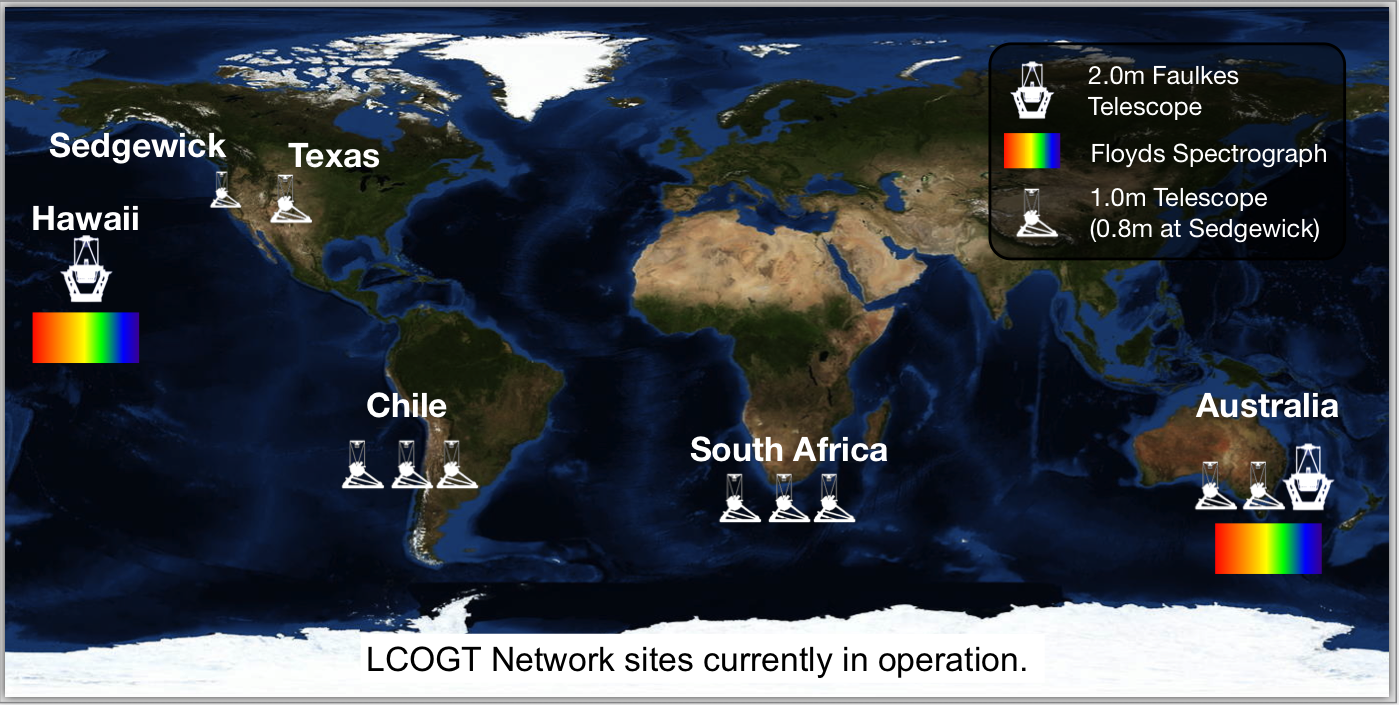 2.0m Faulkes
Telescope
Floyds Spectrograph
1.0m Telescope
(0.8m at Sedgewick)
Sedgewick
Texas
Hawaii
Chile
South Africa
Australia
LCOGT Network sites currently in operation.